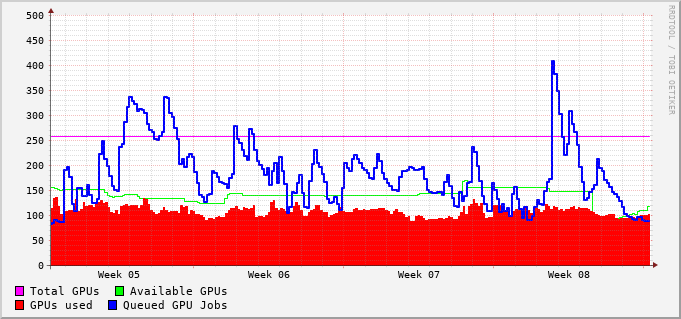 500
450
400
350
300
250
200
150
100
50
0
Week 05 Week 06 Week 07 Week 08
Total GPUs Available GPUs
GPUs used Queued GPU Jobs
RRDTOOL / TOBI OETIKER